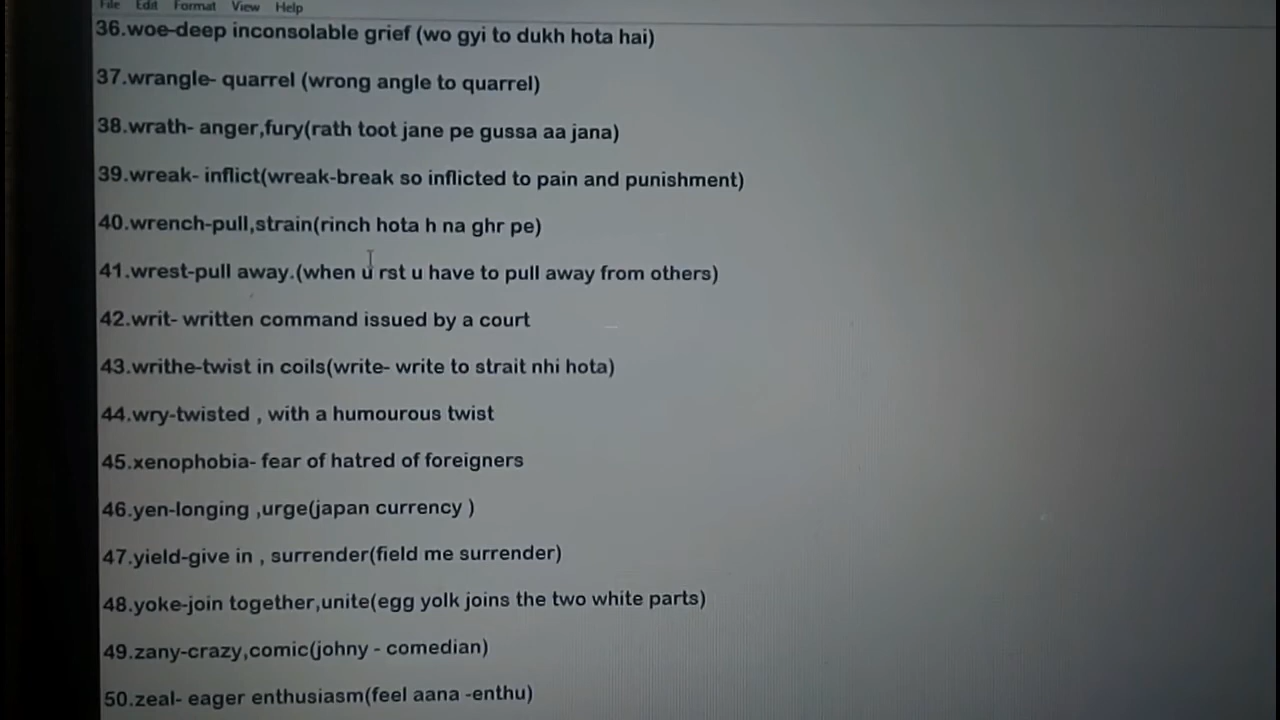 File Edit Format View Help
36.woe-deep inconsolable grief (wo gyi to dukh hota hai)
37.wrangle- quarrel (wrong angle to quarrel)
38.wrath- anger,fury(rath toot jane pe gussa aa jana)
39.wreak- inflict(wreak-break so inflicted to pain and punishment)
40.wrench-pull,strain(rinch hota h na ghr pe)
41.wrest-pull away.(when u rst u have to pull away from others)
42.writ- written command issued by a court
43.writhe-twist in coils(write- write to strait nhi hota)
44.wry-twisted , with a humourous twist
45.xenophobia- fear of hatred of foreigners
46.yen-longing ,urge(japan currency )
47.yield-give in , surrender(field me surrender)
48.yoke-join together,unite(egg yolk joins the two white parts)
49.zany-crazy,comic(johny - comedian)
50.zeal- eager enthusiasm(feel aana -enthu)